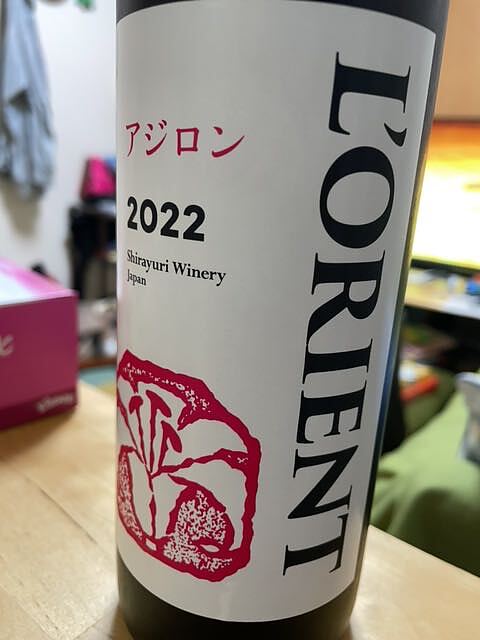 アジロン
2022
Shirayuri Winery
Japan
L'ORIENT